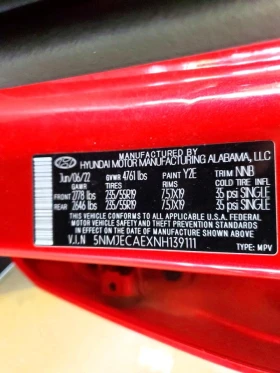 HYUNDAI MOTOR MANUFACTURING ALABAMA, LLC
Jun/06/22 GVWR 4761 lbs PAINT Y2E TRIM NNB
GAWR TIRES RIMS COLD TIRE INFL
FRONT 2778 lbs 235/55R19 7.5JX19 35 psi SINGLE
REAR 2646 lbs 235/55R19 7.5JX19 35 psi SINGLE
THIS VEHICLE CONFORMS TO ALL APPLICABLE U.S.A. FEDERAL
MOTOR VEHICLE SAFETY AND THEFT PREVENTION STANDARDS
IN EFFECT ON THE DATE OF MANUFACTURE SHOWN ABOVE.
V.I.N 5NMJECAEXNH139111
TYPE: MPV